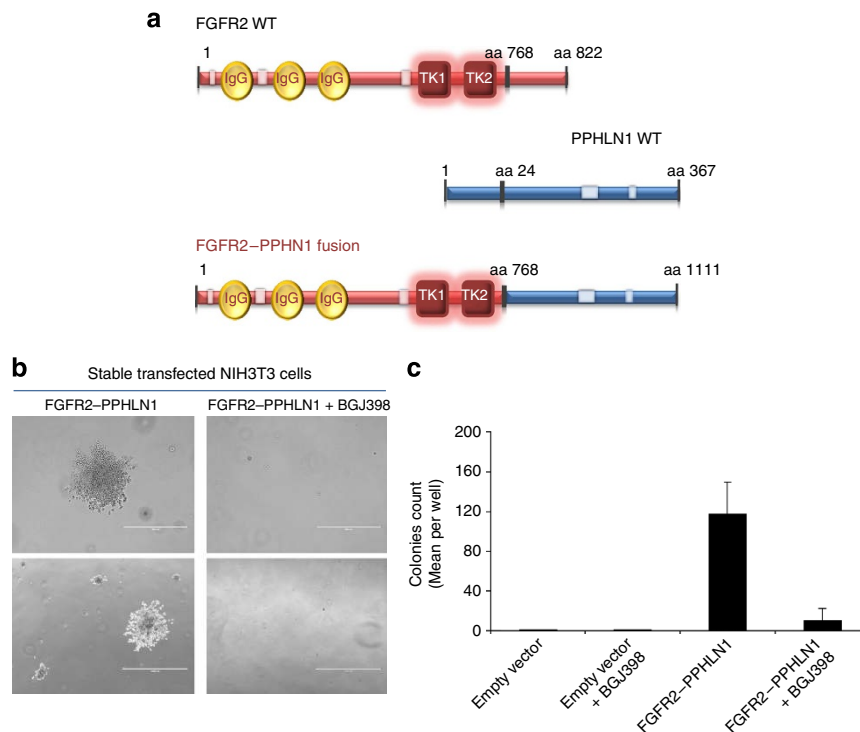 a
FGFR2 WT
1
aa 768
aa 822
IgG
IgG
IgG
TK1
TK2
PPHLN1 WT
1
aa 24
aa 367
FGFR2–PPHN1 fusion
1
aa 768
aa 1111
IgG
IgG
IgG
TK1
TK2
b
Stable transfected NIH3T3 cells
FGFR2–PPHLN1
FGFR2–PPHLN1 + BGJ398
c
Colonies count
(Mean per well)
200
160
120
80
40
0
Empty vector
Empty vector
+ BGJ398
FGFR2–PPHLN1
FGFR2–PPHLN1
+ BGJ398